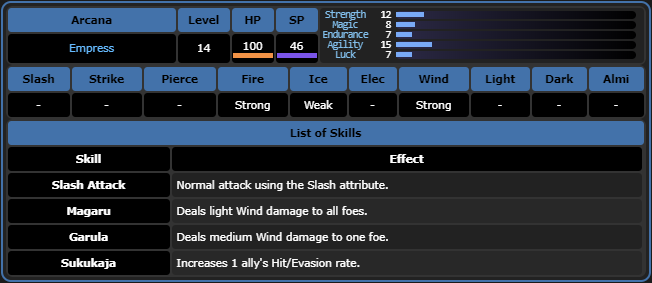 Arcana Level HP SP
Empress 14 100 46
Strength 12
Magic 8
Endurance 7
Agility 15
Luck 7
Slash Strike Pierce Fire Ice Elec Wind Light Dark Almi
- - - Strong Weak - Strong - - -
List of Skills
Skill Effect
Slash Attack Normal attack using the Slash attribute.
Magaru Deals light Wind damage to all foes.
Garula Deals medium Wind damage to one foe.
Sukukaja Increases 1 ally's Hit/Evasion rate.